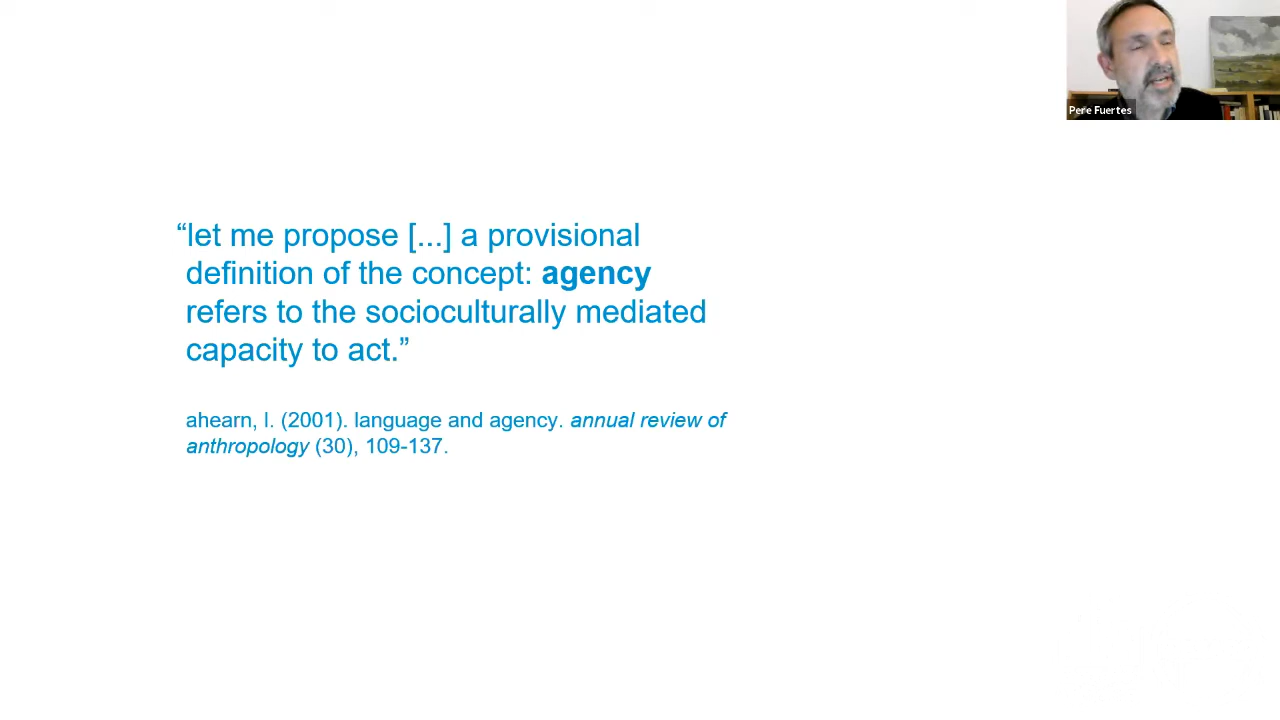 Pere Fuertes
“let me propose [...] a provisional
definition of the concept: agency
refers to the socioculturally mediated
capacity to act.”
ahearn, l. (2001). language and agency. annual review of
anthropology (30), 109-137.